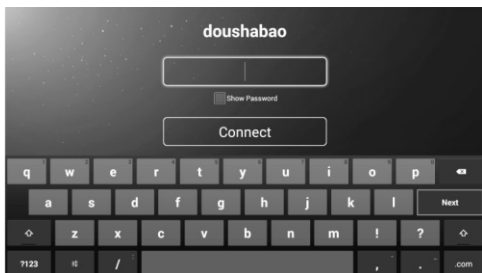 doushabao
Show Password
Connect
q w e r t y u i o p
a s d f g h j k l Next
z x c v b n m ! ?
?123 / , . .com